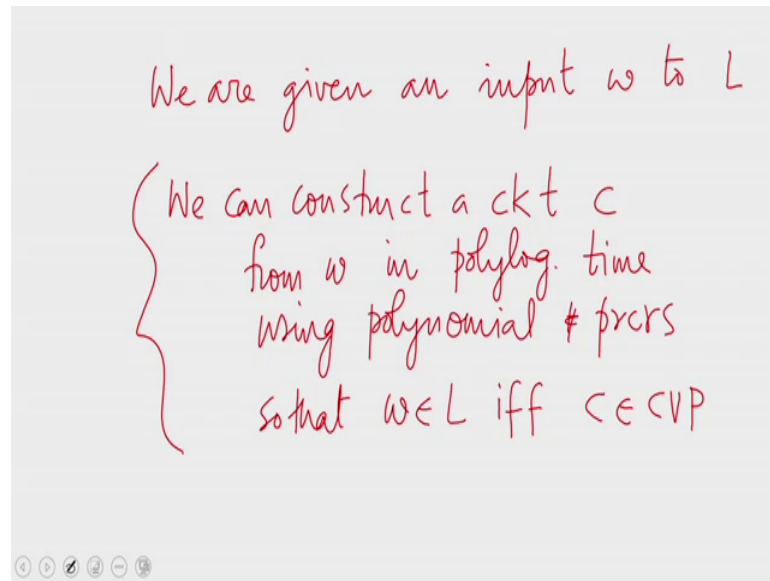 We are given an input w to L
We can construct a ckt C
from w in polylog. time
using polynomial # prcrs
so that w ∈ L iff C ∈ CVP